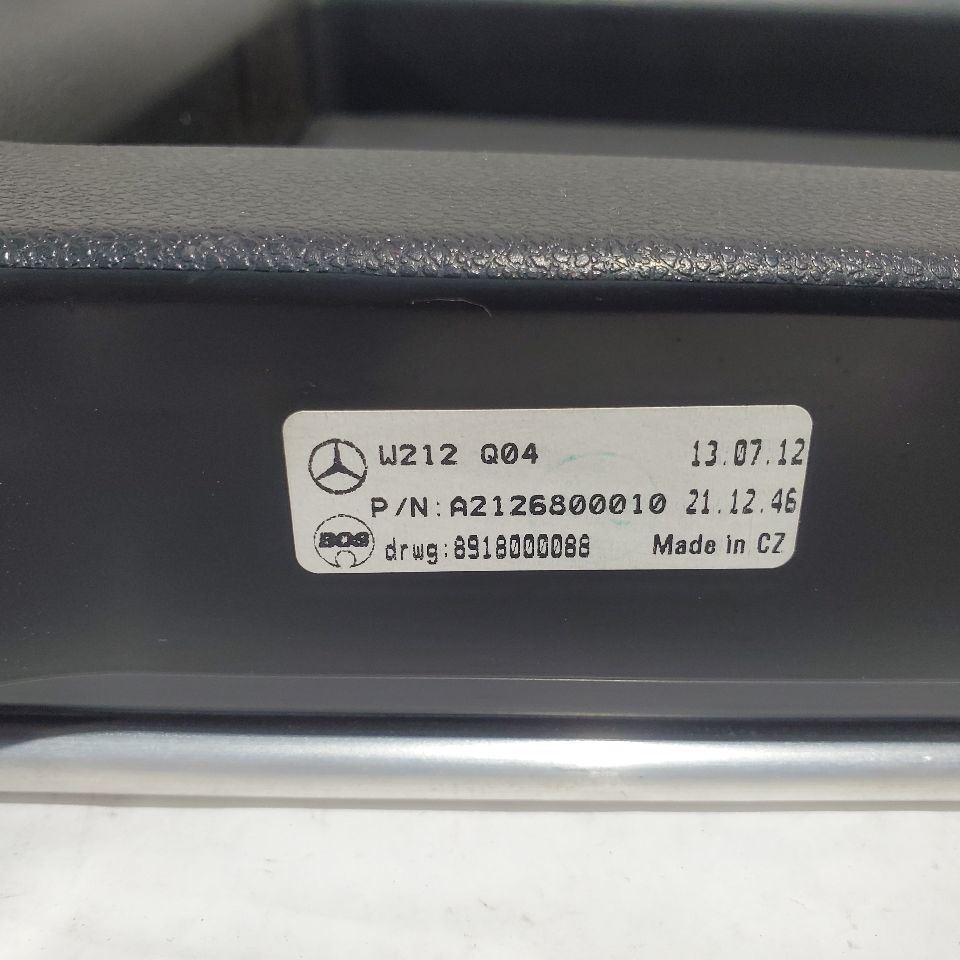 W212 Q04 13.07.12
P/N:A2126800010 21.12.46
BOS drwg:8918000088 Made in CZ